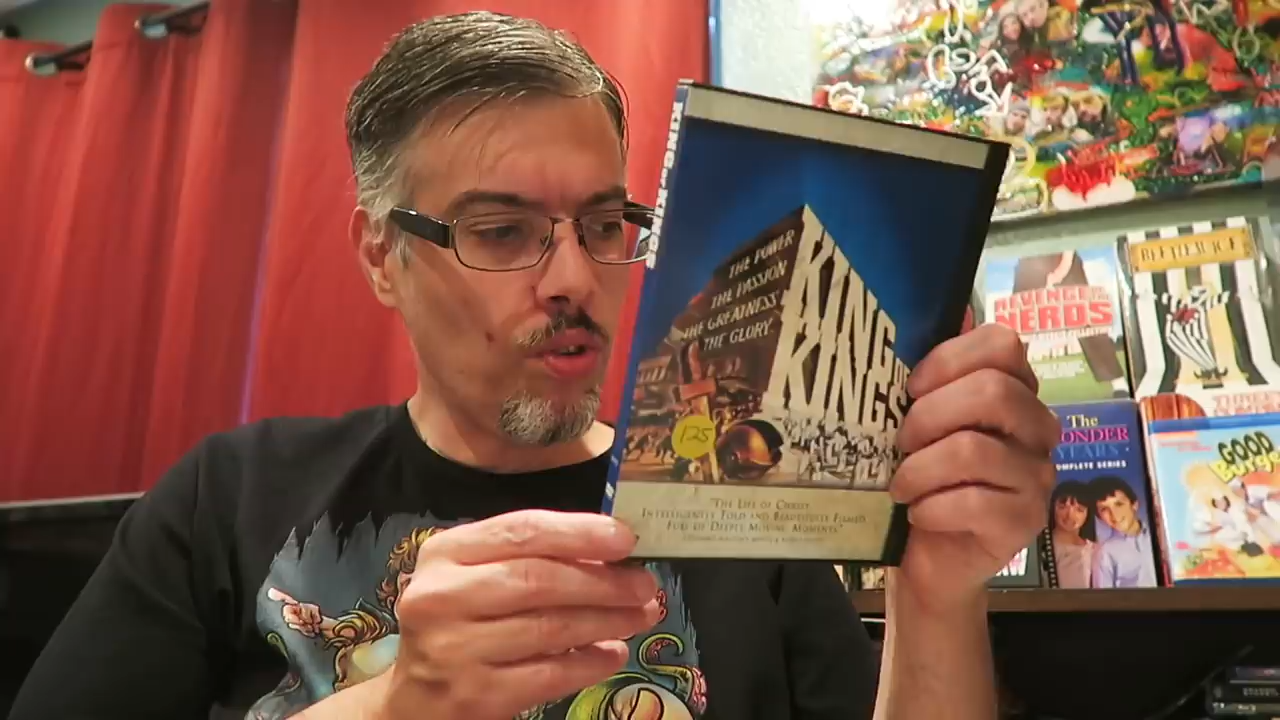 KING OF KINGS
THE POWER
THE PASSION
THE GREATNESS
THE GLORY
KING OF
KINGS
125
"THE LIFE OF CHRIST
INTELLIGENTLY TOLD AND BEAUTIFULLY FILMED
FULL OF DEEPLY MOVING MOMENTS"
REVENGE OF THE
NERDS
BEETLEJUICE
The
WONDER
YEARS
COMPLETE SERIES
GOOD
Burger